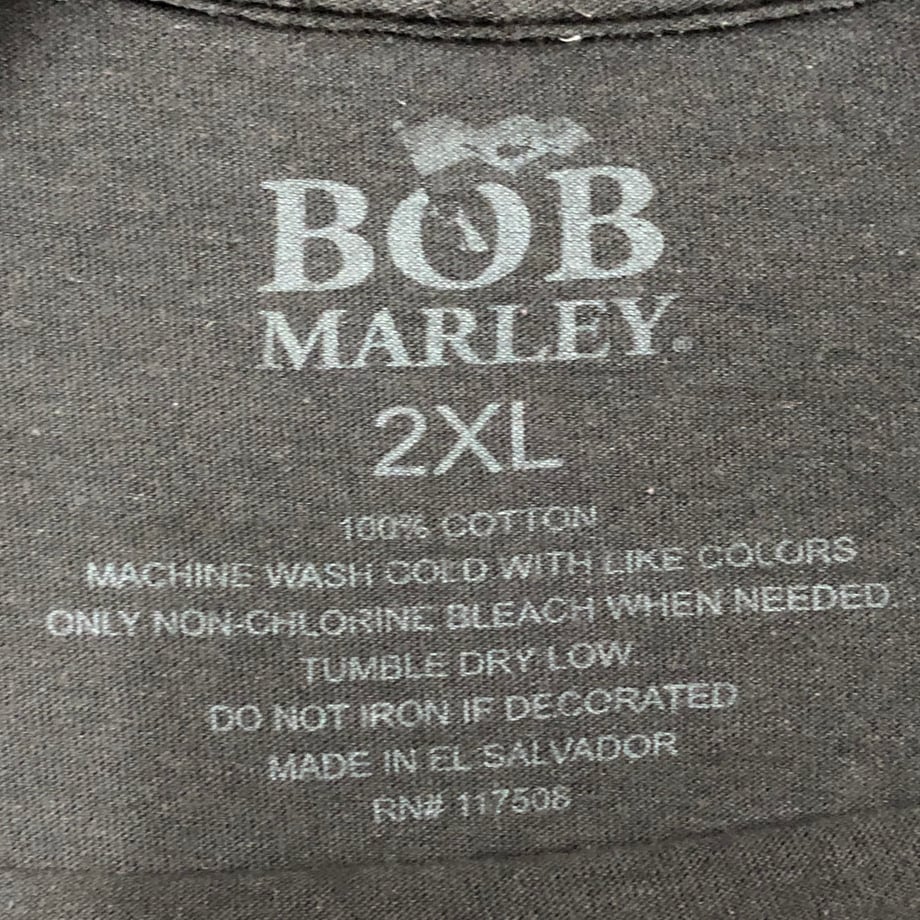 BOB
MARLEY®
2XL
100% COTTON
MACHINE WASH COLD WITH LIKE COLORS
ONLY NON-CHLORINE BLEACH WHEN NEEDED.
TUMBLE DRY LOW.
DO NOT IRON IF DECORATED
MADE IN EL SALVADOR
RN# 117508